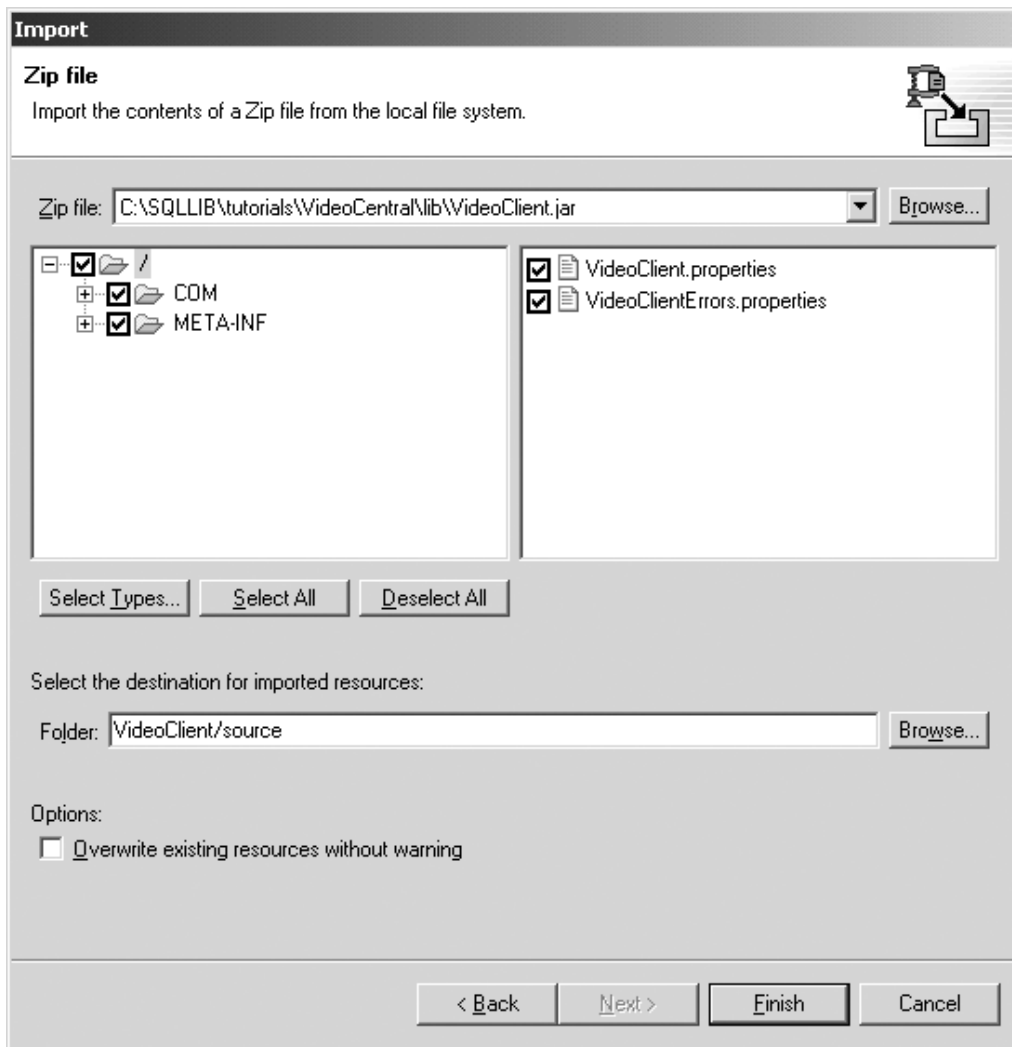 Import
Zip file
Import the contents of a Zip file from the local file system.
Zip file: C:\SQLLIB\tutorials\VideoCentral\lib\VideoClient.jar Browse...
/
COM
META-INF
VideoClient.properties
VideoClientErrors.properties
Select Types... Select All Deselect All
Select the destination for imported resources:
Folder: VideoClient/source Browse...
Options:
Overwrite existing resources without warning
< Back Next > Finish Cancel